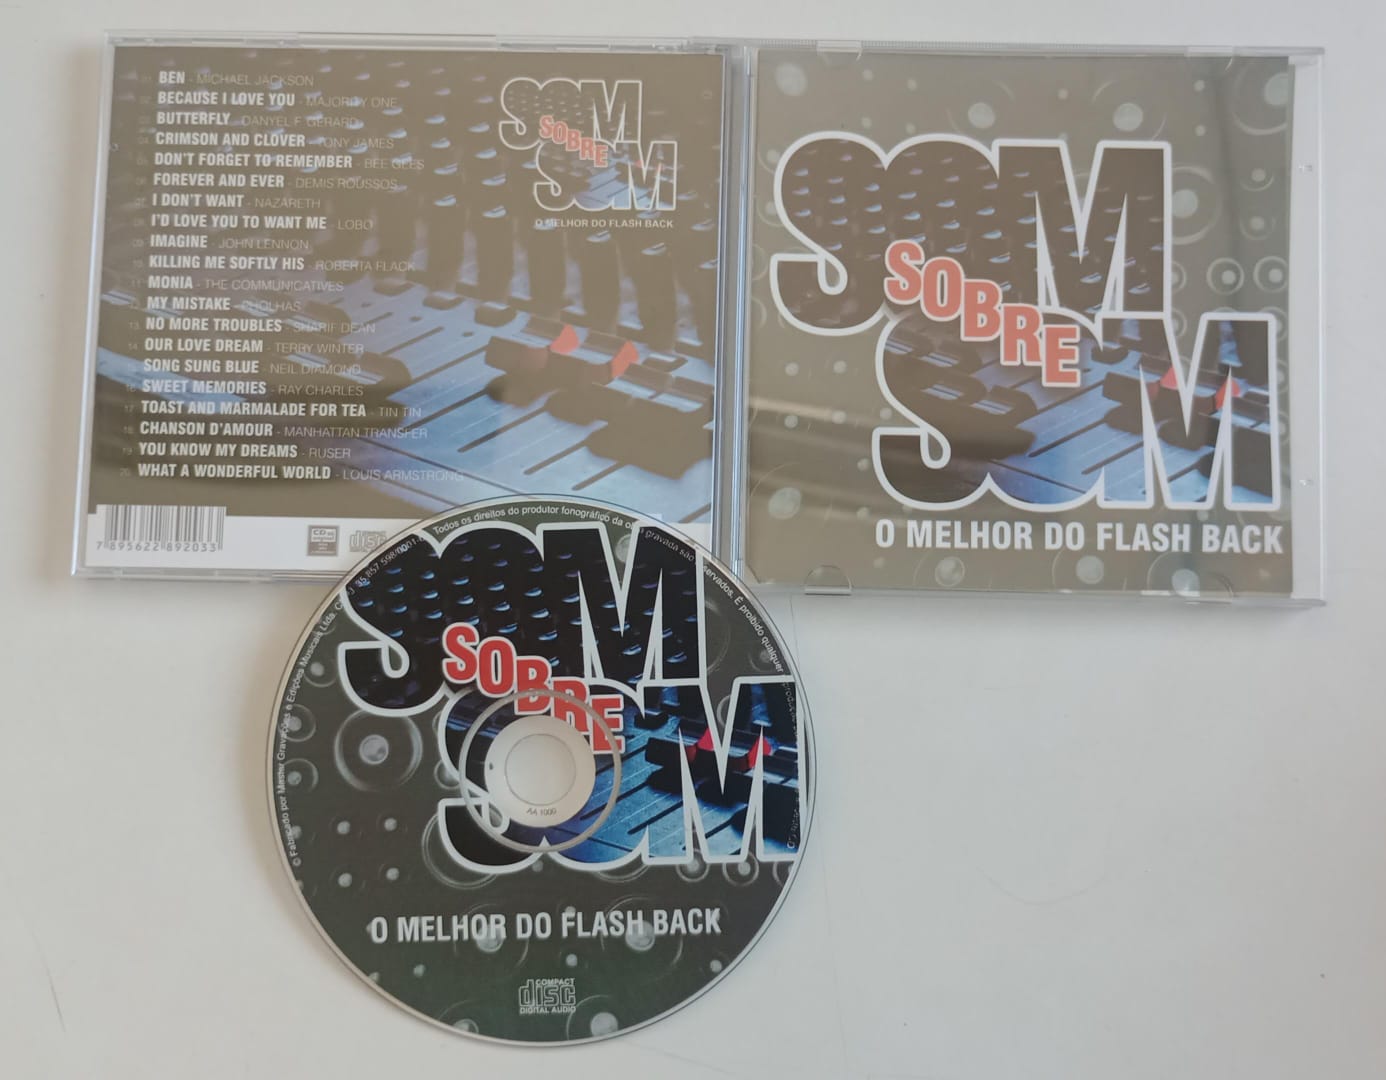 01. BEN - MICHAEL JACKSON
02. BECAUSE I LOVE YOU - MAJORITY ONE
03. BUTTERFLY - DANYEL F. GERARD
04. CRIMSON AND CLOVER - TONY JAMES
05. DON'T FORGET TO REMEMBER - BEE GEES
06. FOREVER AND EVER - DEMIS ROUSSOS
07. I DON'T WANT - NAZARETH
08. I'D LOVE YOU TO WANT ME - LOBO
09. IMAGINE - JOHN LENNON
10. KILLING ME SOFTLY HIS - ROBERTA FLACK
11. MONIA - THE COMMUNICATIVES
12. MY MISTAKE - PHOLHAS
13. NO MORE TROUBLES - SHARIF DEAN
14. OUR LOVE DREAM - TERRY WINTER
15. SONG SUNG BLUE - NEIL DIAMOND
16. SWEET MEMORIES - RAY CHARLES
17. TOAST AND MARMALADE FOR TEA - TIN TIN
18. CHANSON D'AMOUR - MANHATTAN TRANSFER
19. YOU KNOW MY DREAMS - RUSER
20. WHAT A WONDERFUL WORLD - LOUIS ARMSTRONG
7 895622 892033
CD
disc
SOM
SOBRE
SOM
O MELHOR DO FLASH BACK
SOM
SOBRE
SOM
O MELHOR DO FLASH BACK
© Fabricado por Master Gravações e Edições Musicais Ltda.
Todos os direitos do produtor fonográfico da obra gravada são reservados. É proibido qualquer
SOM
SOBRE
SOM
AA 1000
O MELHOR DO FLASH BACK
COMPACT
disc
DIGITAL AUDIO